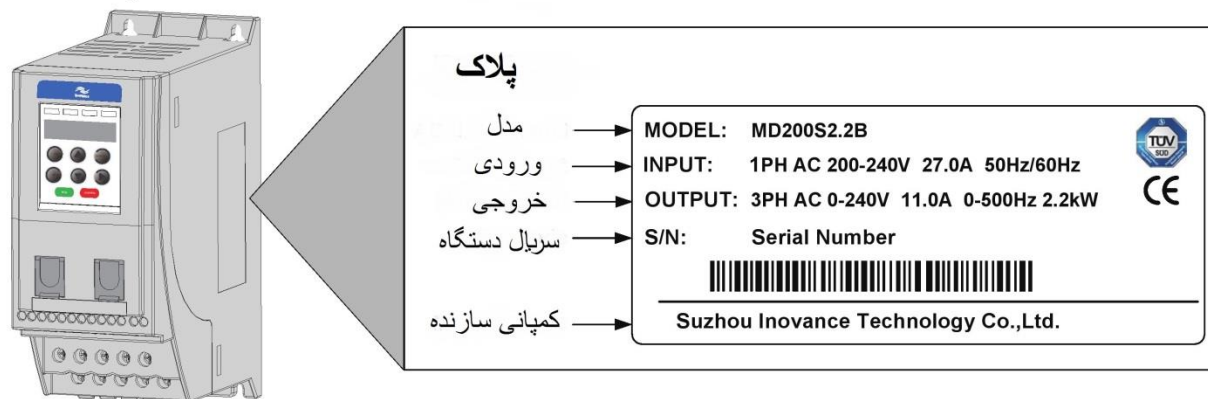 پلاک
مدل MODEL: MD200S2.2B
ورودی INPUT: 1PH AC 200-240V 27.0A 50Hz/60Hz
خروجی OUTPUT: 3PH AC 0-240V 11.0A 0-500Hz 2.2kW
سریال دستگاه S/N: Serial Number
کمپانی سازنده Suzhou Inovance Technology Co.,Ltd.
TÜV
SÜD
CE